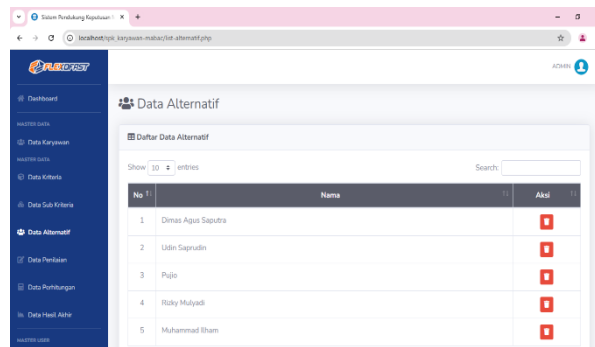 Sistem Pendukung Keputusan
localhost/spk_karyawan-mabac/list-alternatif.php
FLEXOFAST
ADMIN
Dashboard
Data Alternatif
MASTER DATA
Daftar Data Alternatif
Data Karyawan
MASTER DATA
Show 10 entries
Search:
Data Kriteria
No
Nama
Aksi
Data Sub Kriteria
1 Dimas Agus Saputra
Data Alternatif
2 Udin Saprudin
Data Penilaian
3 Pujio
Data Perhitungan
4 Rizky Mulyadi
Data Hasil Akhir
5 Muhammad Ilham
MASTER USER